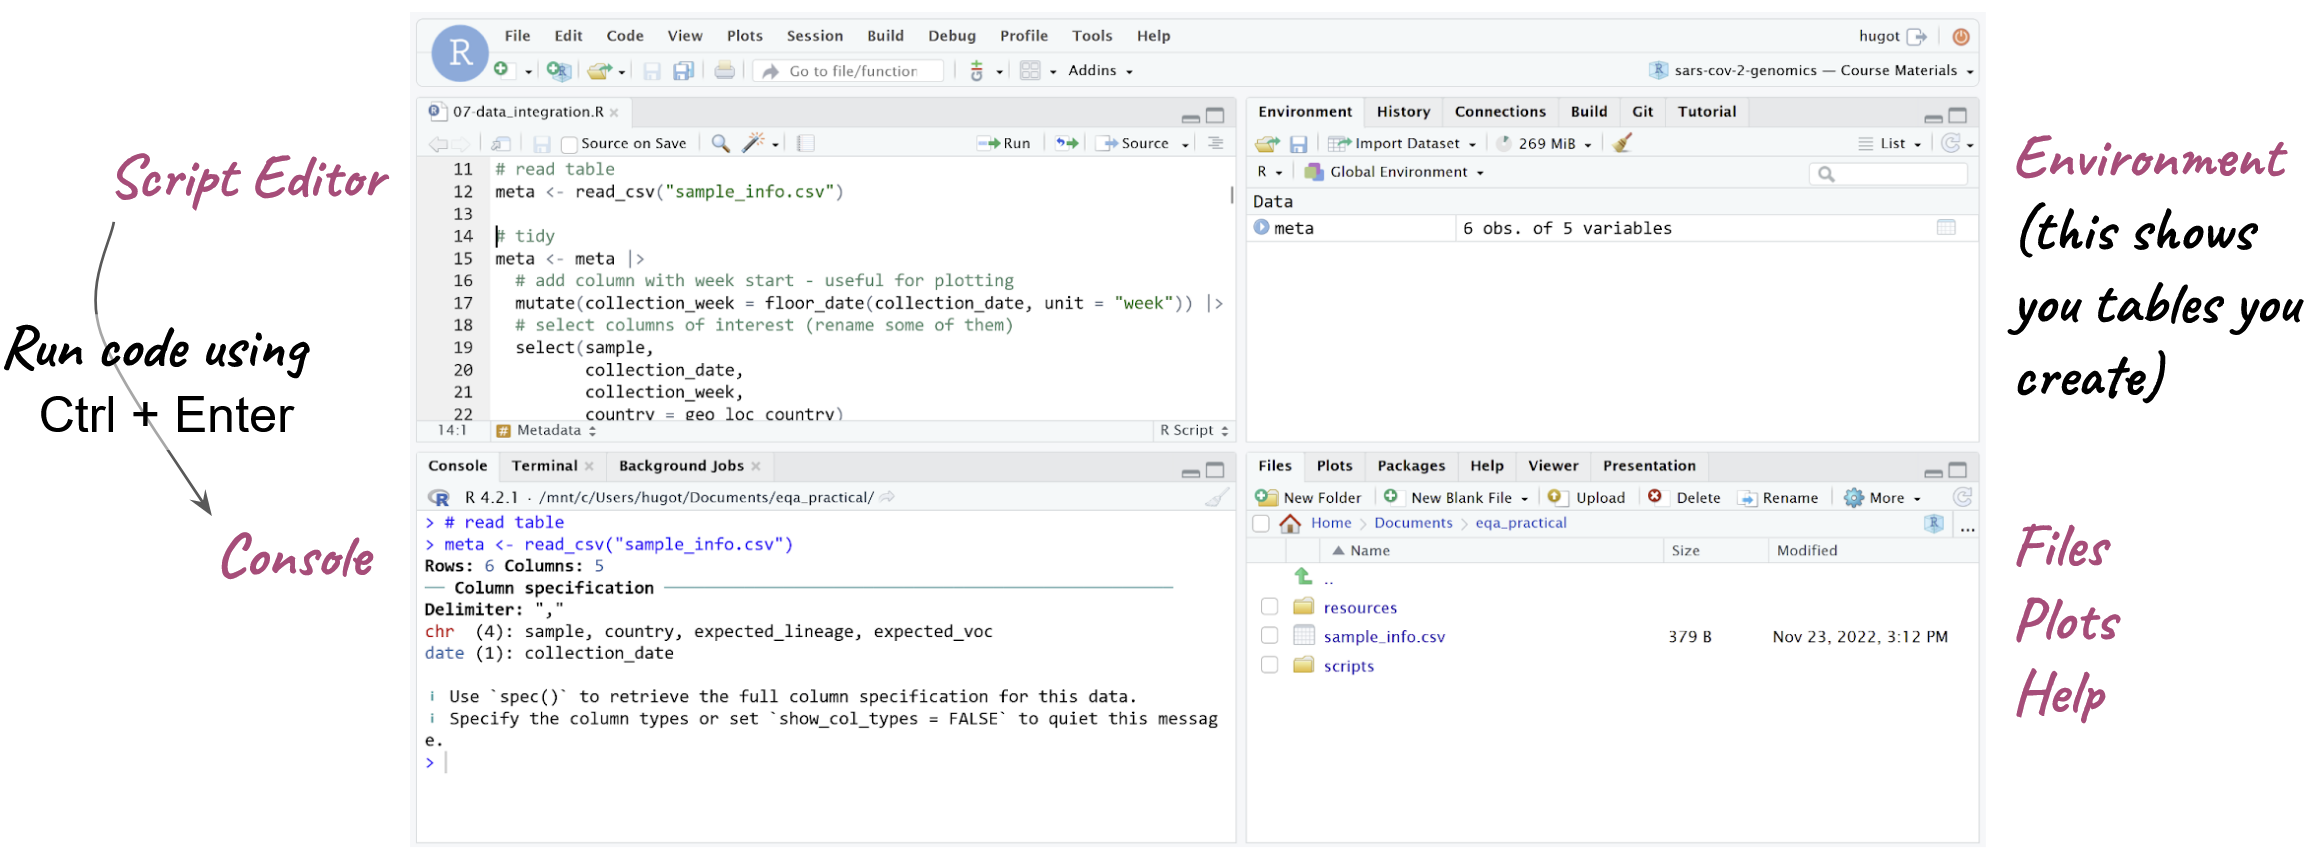 File Edit Code View Plots Session Build Debug Profile Tools Help
hugot
R
Go to file/function
Addins
sars-cov-2-genomics — Course Materials
Script Editor
Run code using
Ctrl + Enter
Console
07-data_integration.R
Source on Save
Run
Source
11 # read table
12 meta <- read_csv("sample_info.csv")
13
14 # tidy
15 meta <- meta |>
16 # add column with week start - useful for plotting
17 mutate(collection_week = floor_date(collection_date, unit = "week")) |>
18 # select columns of interest (rename some of them)
19 select(sample,
20 collection_date,
21 collection_week,
22 country = geo_loc_country)
14:1 # Metadata R Script
Console Terminal Background Jobs
R 4.2.1 · /mnt/c/Users/hugot/Documents/eqa_practical/
> # read table
> meta <- read_csv("sample_info.csv")
Rows: 6 Columns: 5
── Column specification ──
Delimiter: ","
chr (4): sample, country, expected_lineage, expected_voc
date (1): collection_date
i Use `spec()` to retrieve the full column specification for this data.
i Specify the column types or set `show_col_types = FALSE` to quiet this messag
e.
>
Environment History Connections Build Git Tutorial
Import Dataset 269 MiB List
R Global Environment
Data
meta 6 obs. of 5 variables
Files Plots Packages Help Viewer Presentation
New Folder New Blank File Upload Delete Rename More
Home Documents eqa_practical ...
Name Size Modified
..
resources
sample_info.csv 379 B Nov 23, 2022, 3:12 PM
scripts
Environment
(this shows
you tables you
create)
Files
Plots
Help